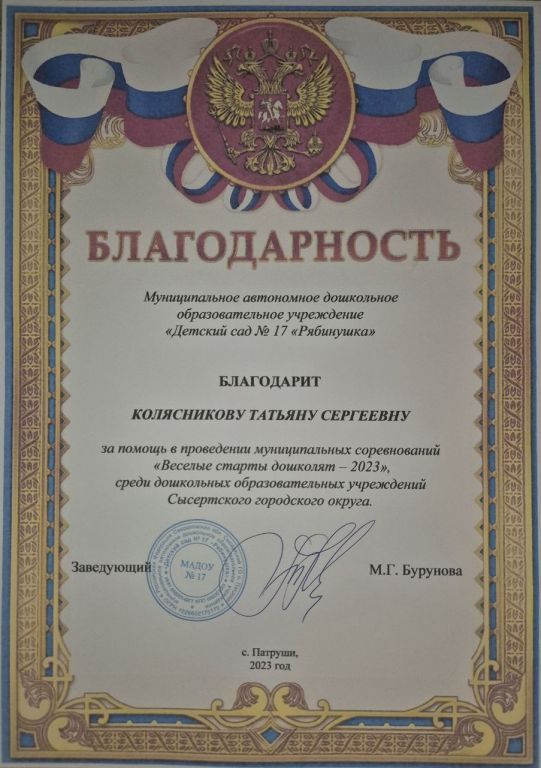 БЛАГОДАРНОСТЬ
Муниципальное автономное дошкольное
образовательное учреждение
«Детский сад № 17 «Рябинушка»
БЛАГОДАРИТ
КОЛЯСНИКОВУ ТАТЬЯНУ СЕРГЕЕВНУ
за помощь в проведении муниципальных соревнований
«Веселые старты дошколят – 2023»,
среди дошкольных образовательных учреждений
Сысертского городского округа.
Заведующий
МАДОУ
№ 17
М.Г. Бурунова
с. Патруши,
2023 год